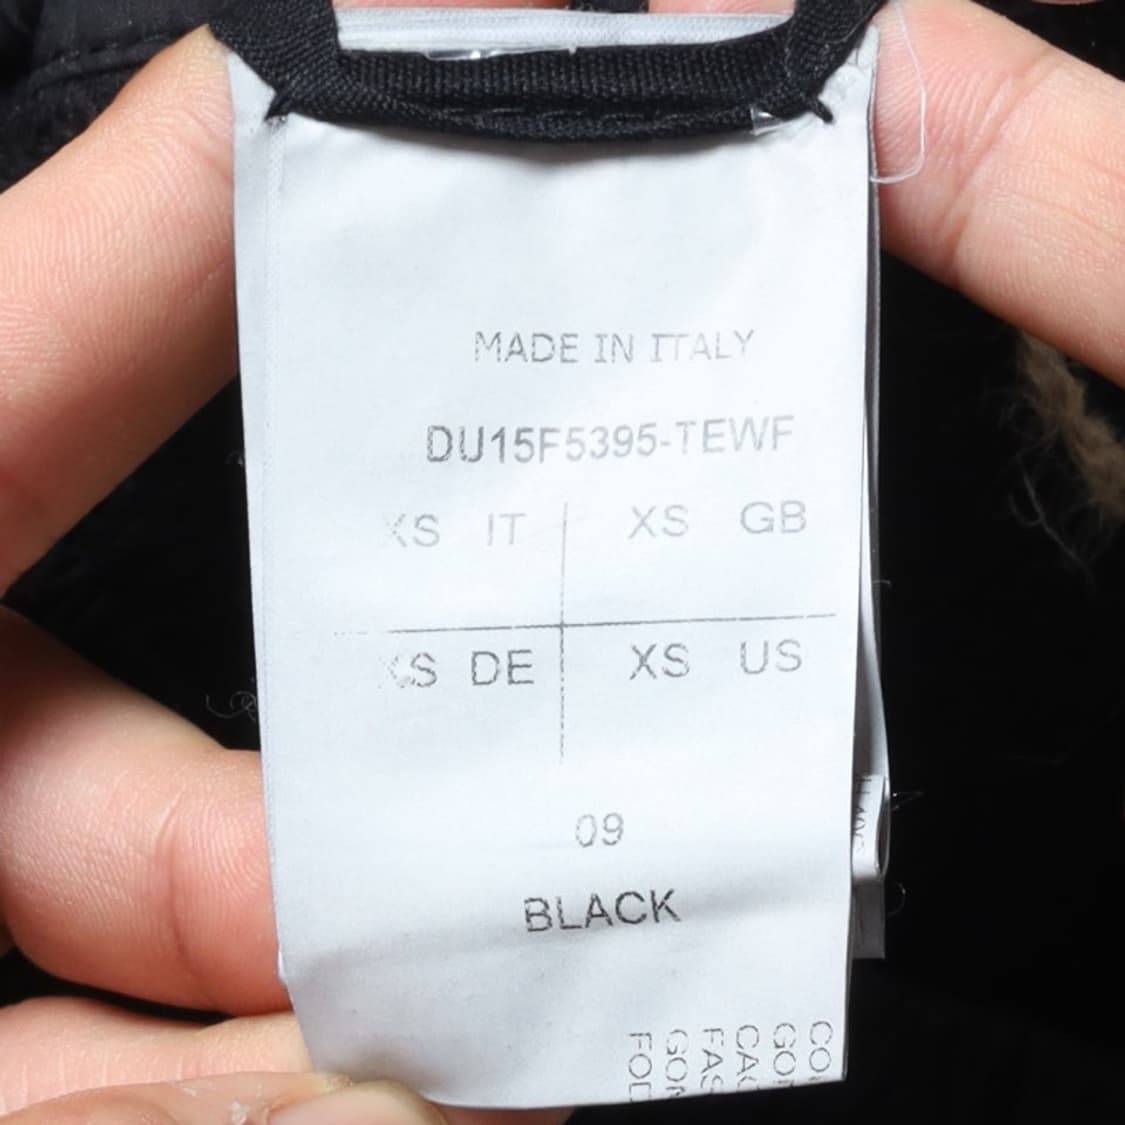 MADE IN ITALY
DU15F5395-TEWF
XS IT XS GB
XS DE XS US
09
BLACK